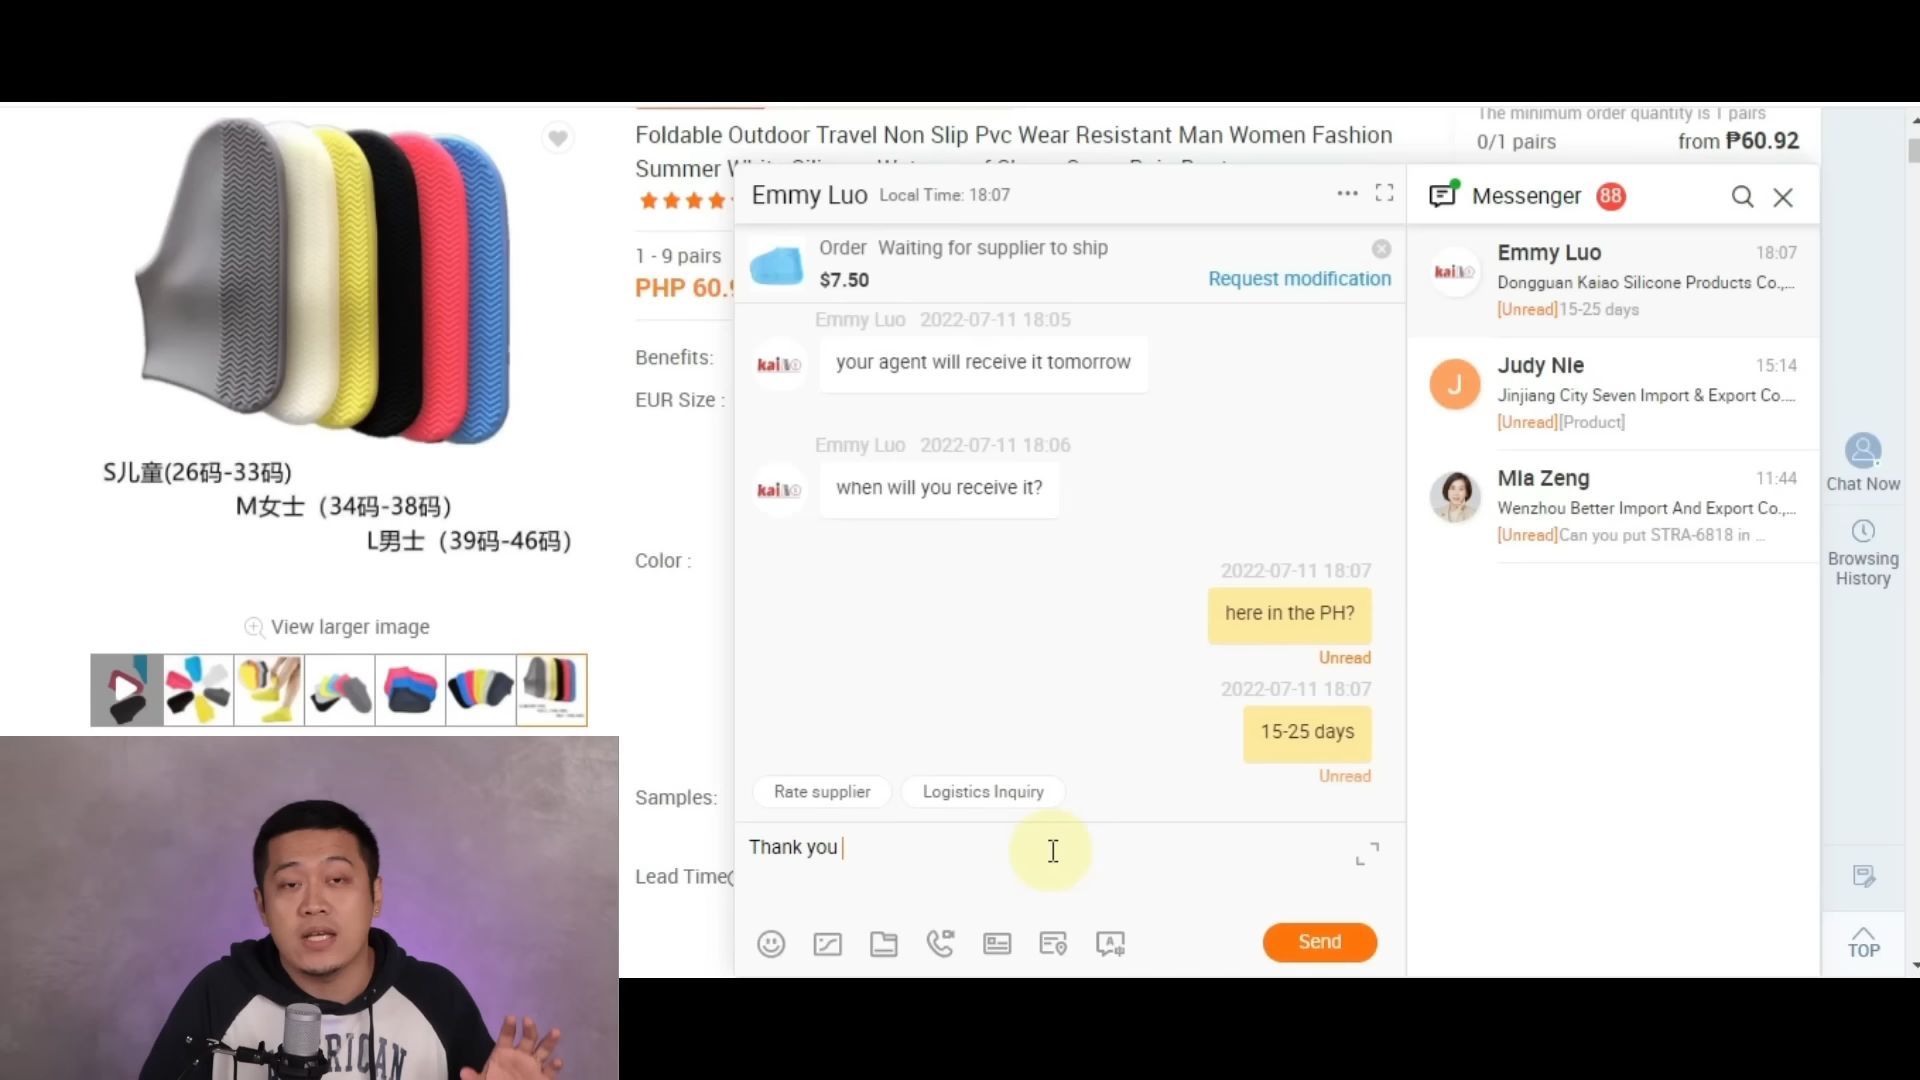 S儿童(26码-33码)
M女士（34码-38码）
L男士（39码-46码）
View larger image
Foldable Outdoor Travel Non Slip Pvc Wear Resistant Man Women Fashion
Summer
1 - 9 pairs
PHP 60.9
Benefits:
EUR Size :
Color :
Samples:
Lead Time
The minimum order quantity is 1 pairs
0/1 pairs
from ₱60.92
Emmy Luo Local Time: 18:07
Order Waiting for supplier to ship
$7.50
Request modification
Emmy Luo 2022-07-11 18:05
your agent will receive it tomorrow
Emmy Luo 2022-07-11 18:06
when will you receive it?
2022-07-11 18:07
here in the PH?
Unread
2022-07-11 18:07
15-25 days
Unread
Rate supplier
Logistics Inquiry
Thank you
Send
Messenger 88
Emmy Luo 18:07
Dongguan Kaiao Silicone Products Co.,...
[Unread]15-25 days
J
Judy Nie 15:14
Jinjiang City Seven Import & Export Co....
[Unread][Product]
Mia Zeng 11:44
Wenzhou Better Import And Export Co.,...
[Unread]Can you put STRA-6818 in ...
Chat Now
Browsing
History
TOP